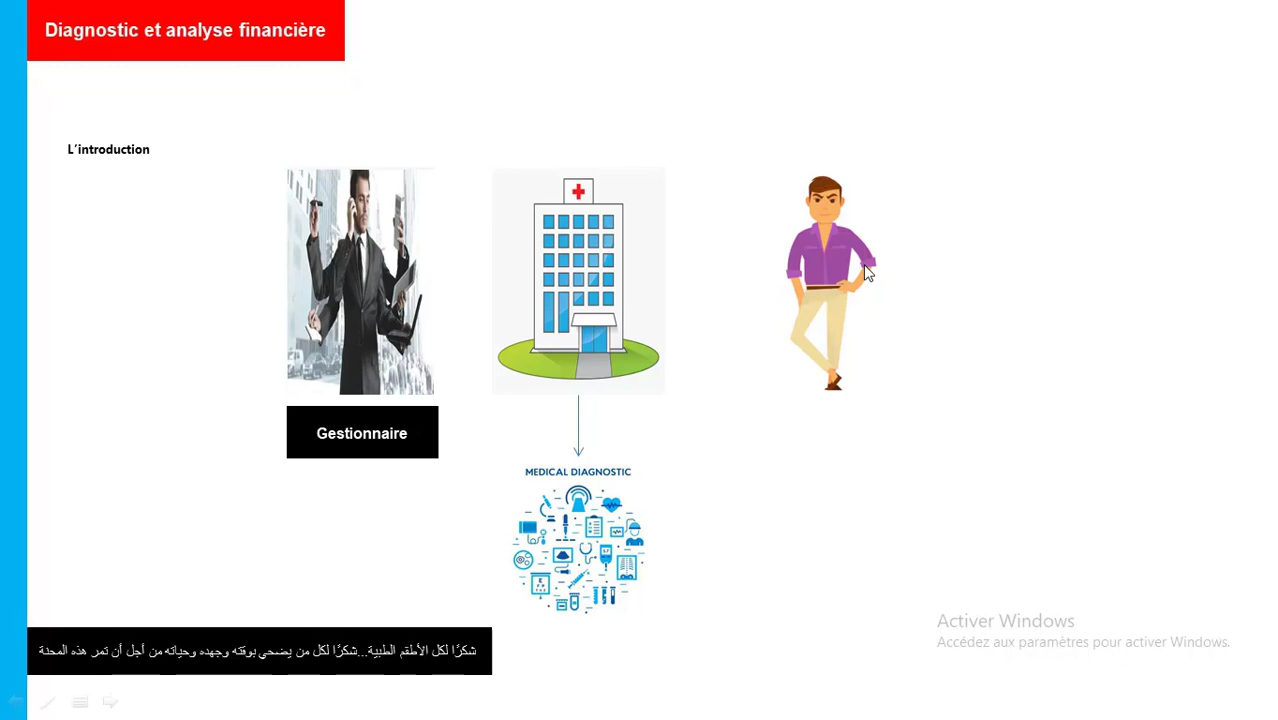 Diagnostic et analyse financière
L'introduction
Gestionnaire
MEDICAL DIAGNOSTIC
Activer Windows
Accédez aux paramètres pour activer Windows.
شكرًا لكل الأطقم الطبية...شكرًا لكل من يضحي بوقته وجهده وحياته من أجل أن تمر هذه المحنة